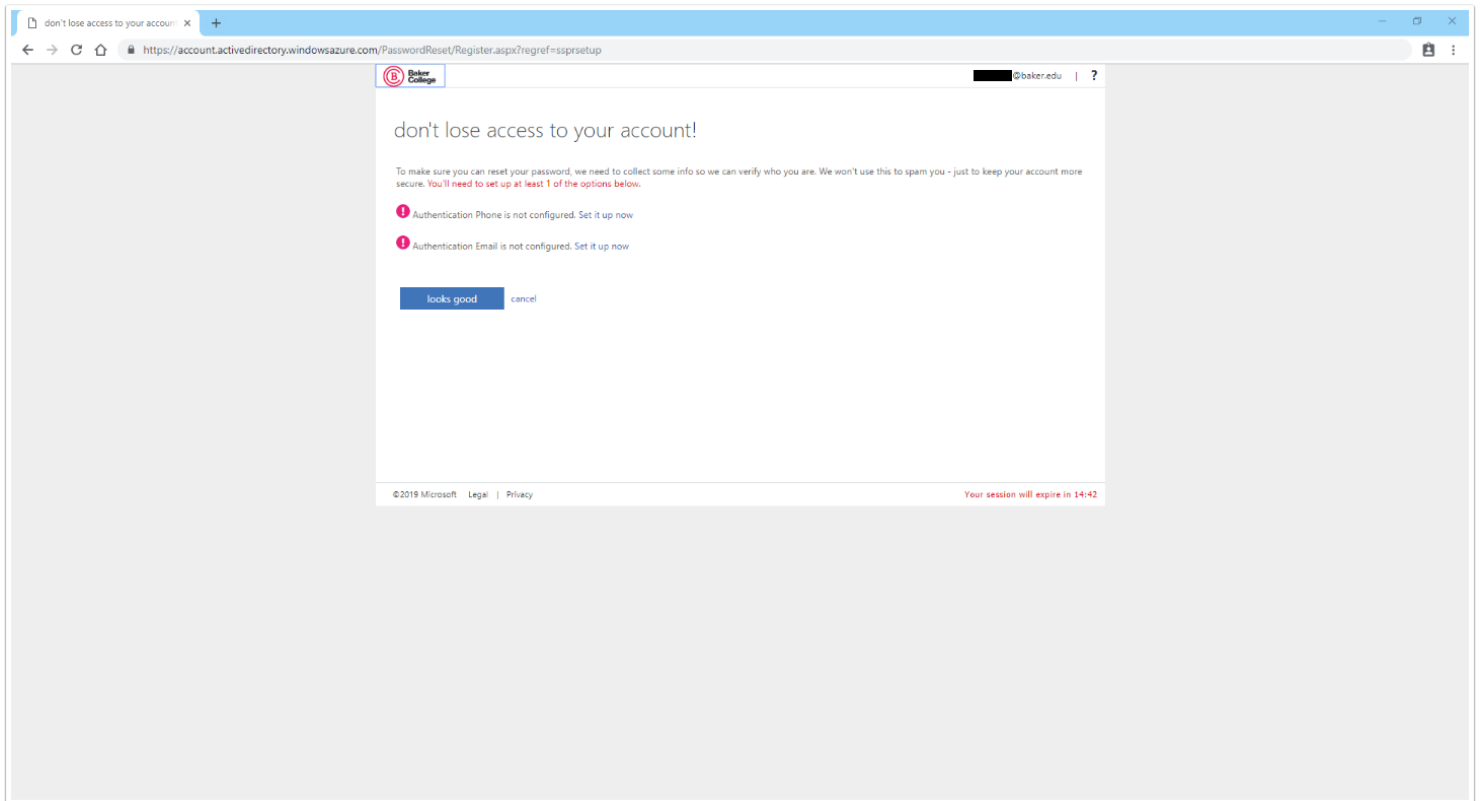 don't lose access to your accoun
https://account.activedirectory.windowsazure.com/PasswordReset/Register.aspx?regref=ssprsetup
Baker College @baker.edu | ?
don't lose access to your account!
To make sure you can reset your password, we need to collect some info so we can verify who you are. We won't use this to spam you - just to keep your account more
secure. You'll need to set up at least 1 of the options below.
! Authentication Phone is not configured. Set it up now
! Authentication Email is not configured. Set it up now
looks good cancel
©2019 Microsoft Legal | Privacy Your session will expire in 14:42